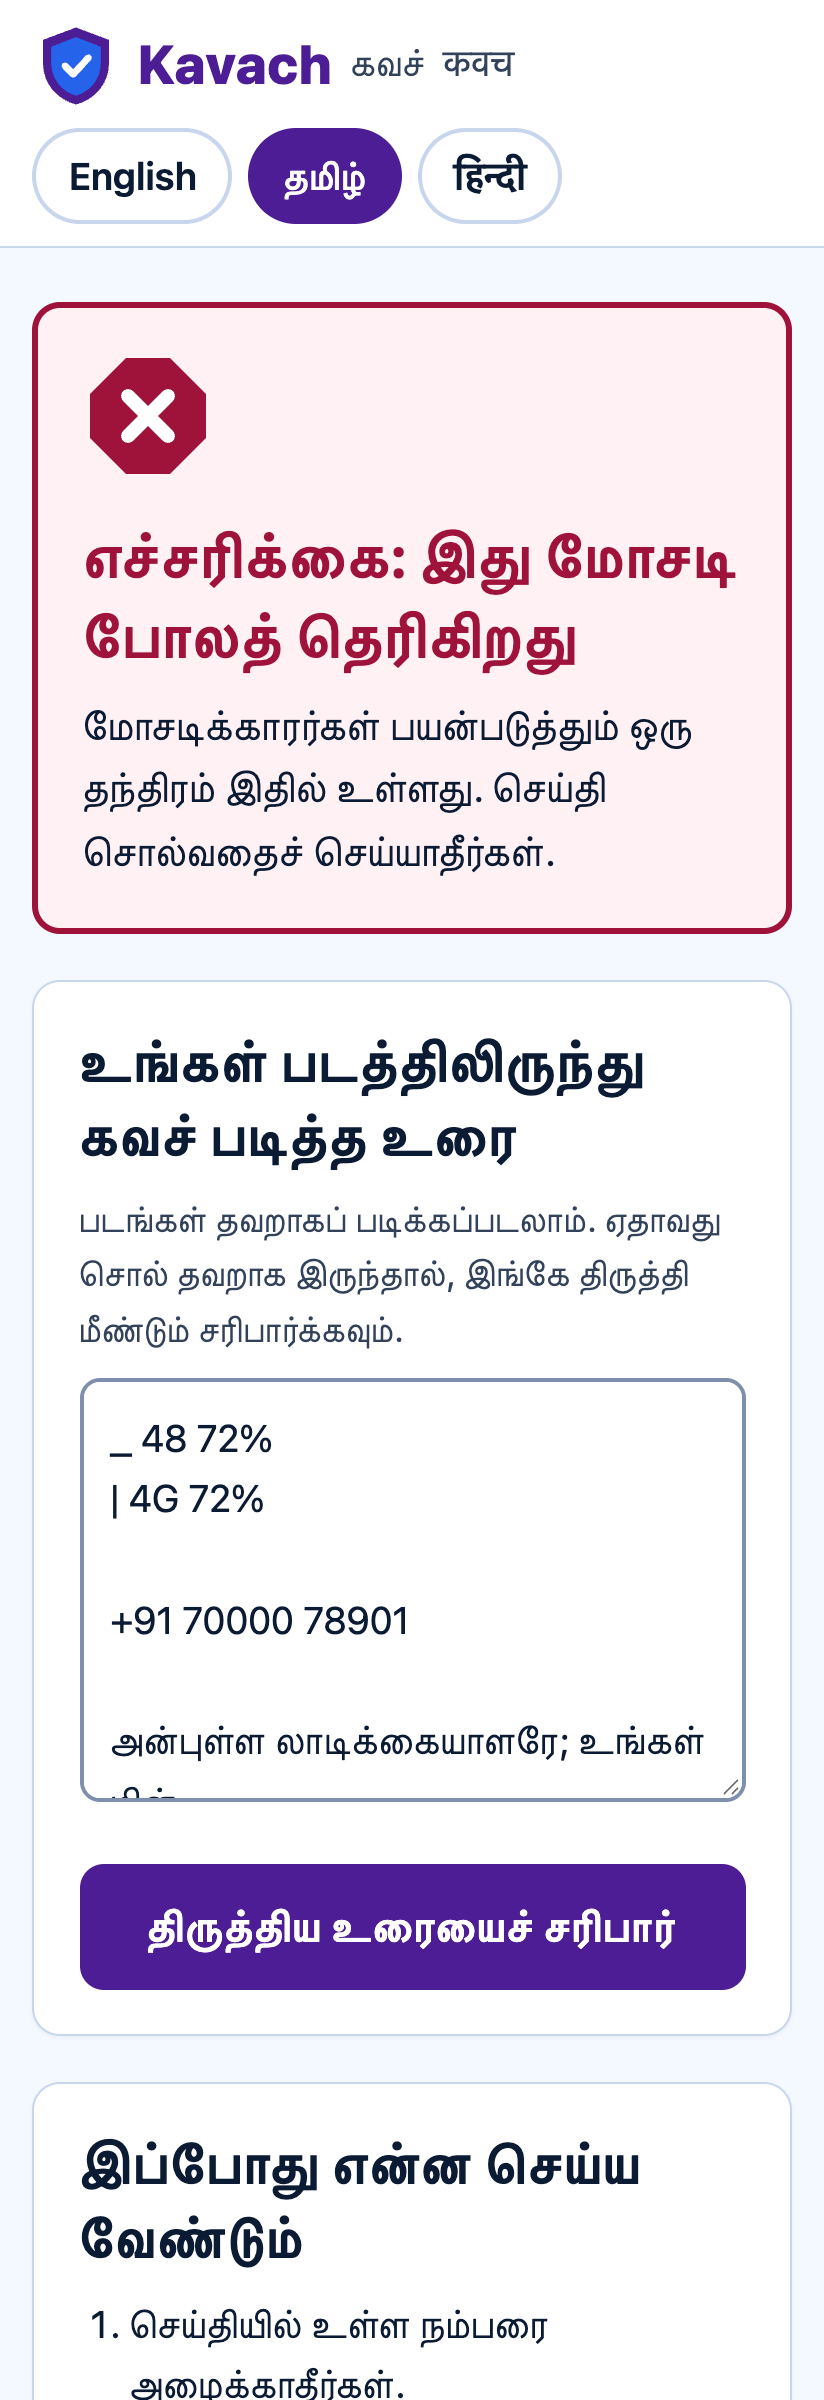 Kavach கவச் कवच
English தமிழ் हिन्दी
எச்சரிக்கை: இது மோசடி
போலத் தெரிகிறது
மோசடிக்காரர்கள் பயன்படுத்தும் ஒரு
தந்திரம் இதில் உள்ளது. செய்தி
சொல்வதைச் செய்யாதீர்கள்.
உங்கள் படத்திலிருந்து
கவச் படித்த உரை
படங்கள் தவறாகப் படிக்கப்படலாம். ஏதாவது
சொல் தவறாக இருந்தால், இங்கே திருத்தி
மீண்டும் சரிபார்க்கவும்.
_ 48 72%
| 4G 72%
+91 70000 78901
அன்புள்ள லாடிக்கையாளரே; உங்கள்
திருத்திய உரையைச் சரிபார்
இப்போது என்ன செய்ய
வேண்டும்
1. செய்தியில் உள்ள நம்பரை
அழைக்காதீர்கள்.